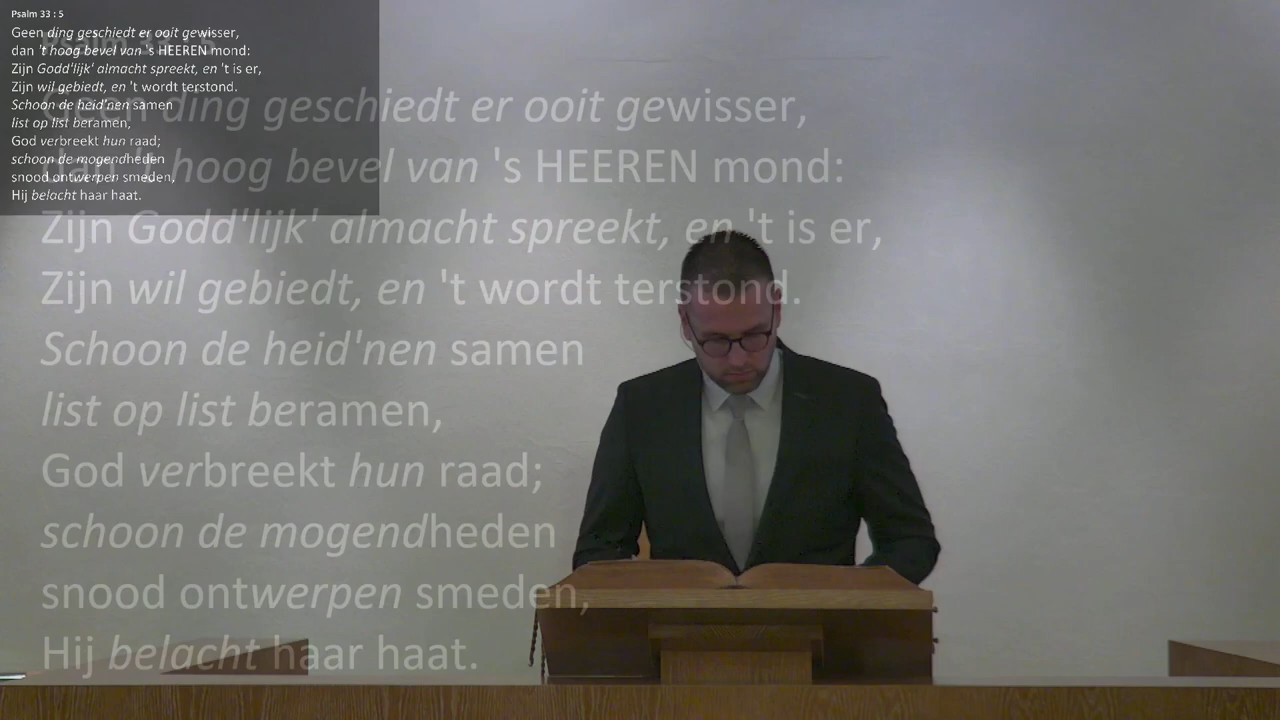 Psalm 33 : 5
Geen ding geschiedt er ooit gewisser,
dan 't hoog bevel van 's HEEREN mond:
Zijn Godd'lijk' almacht spreekt, en 't is er,
Zijn wil gebiedt, en 't wordt terstond.
Schoon de heid'nen samen
list op list beramen,
God verbreekt hun raad;
schoon de mogendheden
snood ontwerpen smeden,
Hij belacht haar haat.
Psalm 33 : 5
Geen ding geschiedt er ooit gewisser,
dan 't hoog bevel van 's HEEREN mond:
Zijn Godd'lijk' almacht spreekt, en 't is er,
Zijn wil gebiedt, en 't wordt terstond.
Schoon de heid'nen samen
list op list beramen,
God verbreekt hun raad;
schoon de mogendheden
snood ontwerpen smeden,
Hij belacht haar haat.